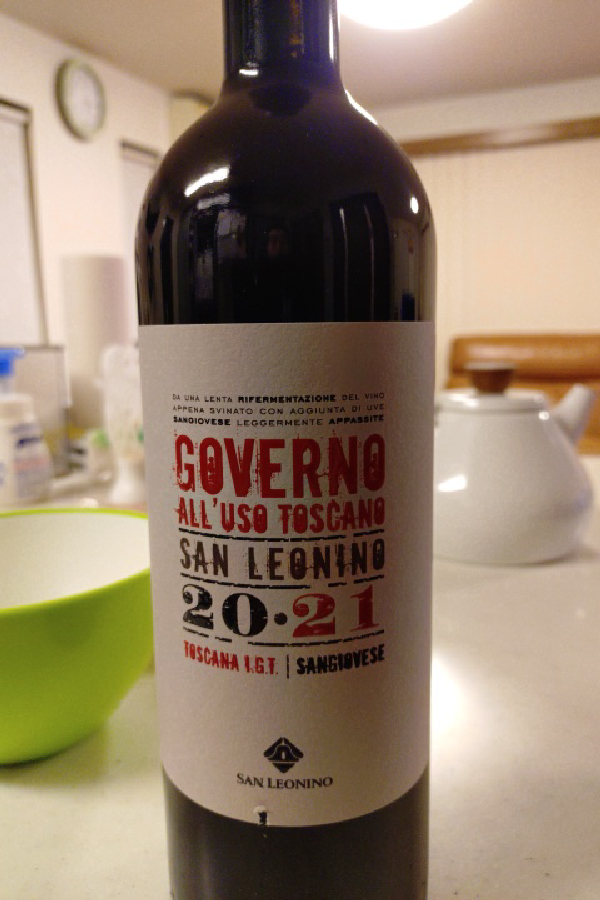 DA UNA LENTA RIFERMENTAZIONE DEL VINO
APPENA SVINATO CON AGGIUNTA DI UVE
SANGIOVESE LEGGERMENTE APPASSITE
GOVERNO
ALL'USO TOSCANO
SAN LEONINO
20·21
TOSCANA I.G.T. | SANGIOVESE
SAN LEONINO